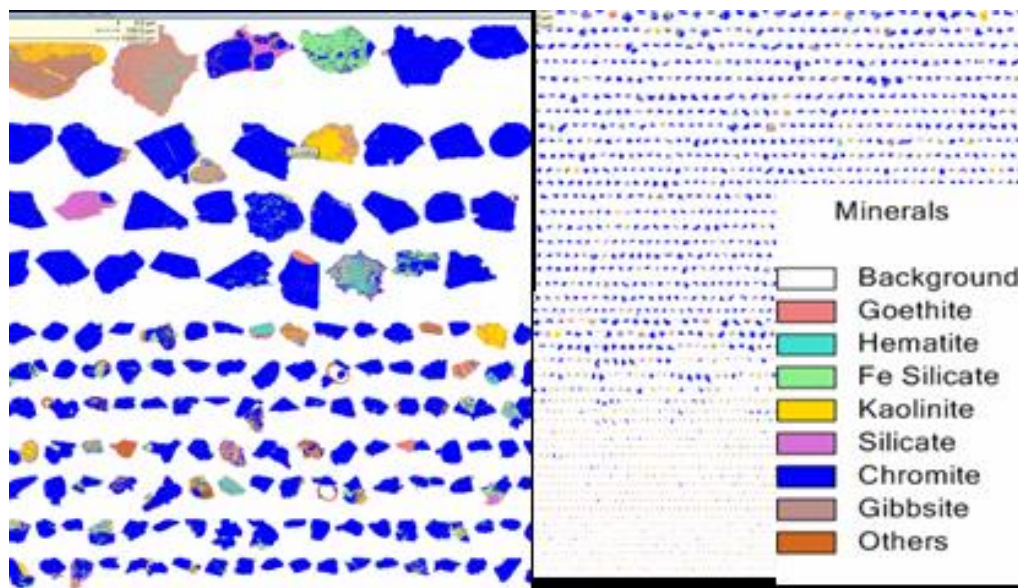 Minerals
Background
Goethite
Hematite
Fe Silicate
Kaolinite
Silicate
Chromite
Gibbsite
Others